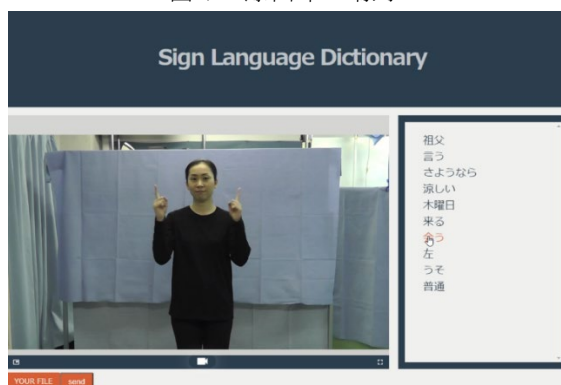 Sign Language Dictionary
祖父
言う
さようなら
涼しい
木曜日
来る
会う
左
うそ
普通
YOUR FILE
send